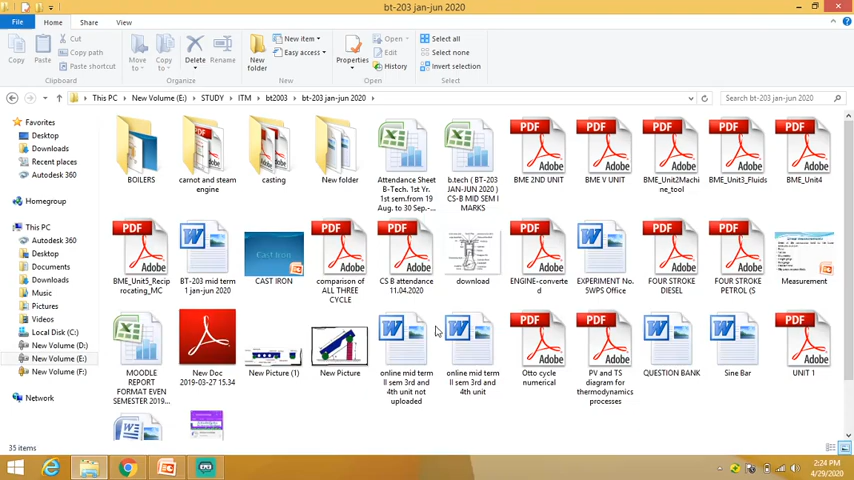 bt-203 jan-jun 2020
File
Home
Share
View
Copy
Paste
Cut
Copy path
Paste shortcut
Clipboard
Move to
Copy to
Delete
Rename
Organize
New folder
New item
Easy access
New
Properties
Open
Edit
History
Open
Select all
Select none
Invert selection
Select
This PC
New Volume (E:)
STUDY
ITM
bt2003
bt-203 jan-jun 2020
Search bt-203 jan-jun 2020
Favorites
Desktop
Downloads
Recent places
Autodesk 360
Homegroup
This PC
Autodesk 360
Desktop
Documents
Downloads
Music
Pictures
Videos
Local Disk (C:)
New Volume (D:)
New Volume (E:)
New Volume (F:)
Network
BOILERS
carnot and steam
engine
casting
New folder
Attendance Sheet
B-Tech. 1st Yr.
1st sem.from 19
Aug. to 30 Sep.-...
b.tech ( BT-203
JAN-JUN 2020 )
CS-B MID SEM I
MARKS
BME 2ND UNIT
BME V UNIT
BME_Unit2Machi
ne_tool
BME_Unit3_Fluids
BME_Unit4
BME_Unit5_Recip
rocating_MC
BT-203 mid term
1 jan-jun 2020
CAST IRON
comparison of
ALL THREE
CYCLE
CS B attendance
11.04.2020
download
ENGINE-converte
d
EXPERIMENT No.
5WPS Office
FOUR STROKE
DIESEL
FOUR STROKE
PETROL (S
Measurement
MOODLE
REPORT
FORMAT EVEN
SEMESTER 2019...
New Doc
2019-03-27 15.34
New Picture (1)
New Picture
online mid term
II sem 3rd and
4th unit not
uploaded
online mid term
II sem 3rd and
4th unit
Otto cycle
numerical
PV and TS
diagram for
thermodynamics
processes
QUESTION BANK
Sine Bar
UNIT 1
35 items
2:24 PM
4/29/2020